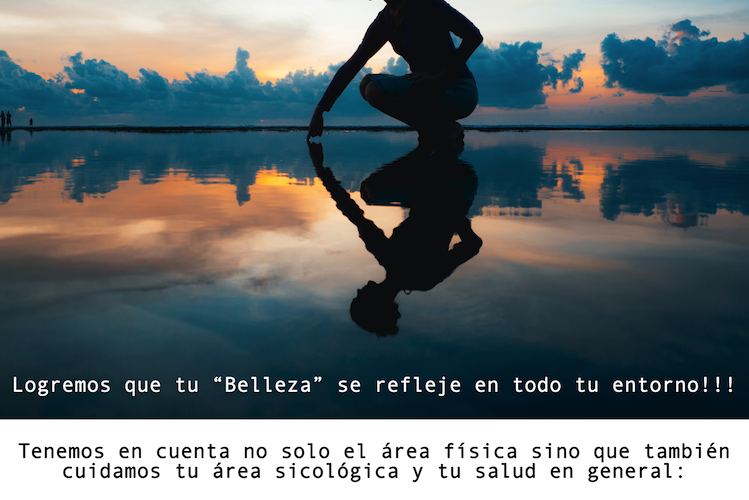 Logremos que tu “Belleza” se refleje en todo tu entorno!!!
Tenemos en cuenta no solo el área física sino que también
cuidamos tu área sicológica y tu salud en general: